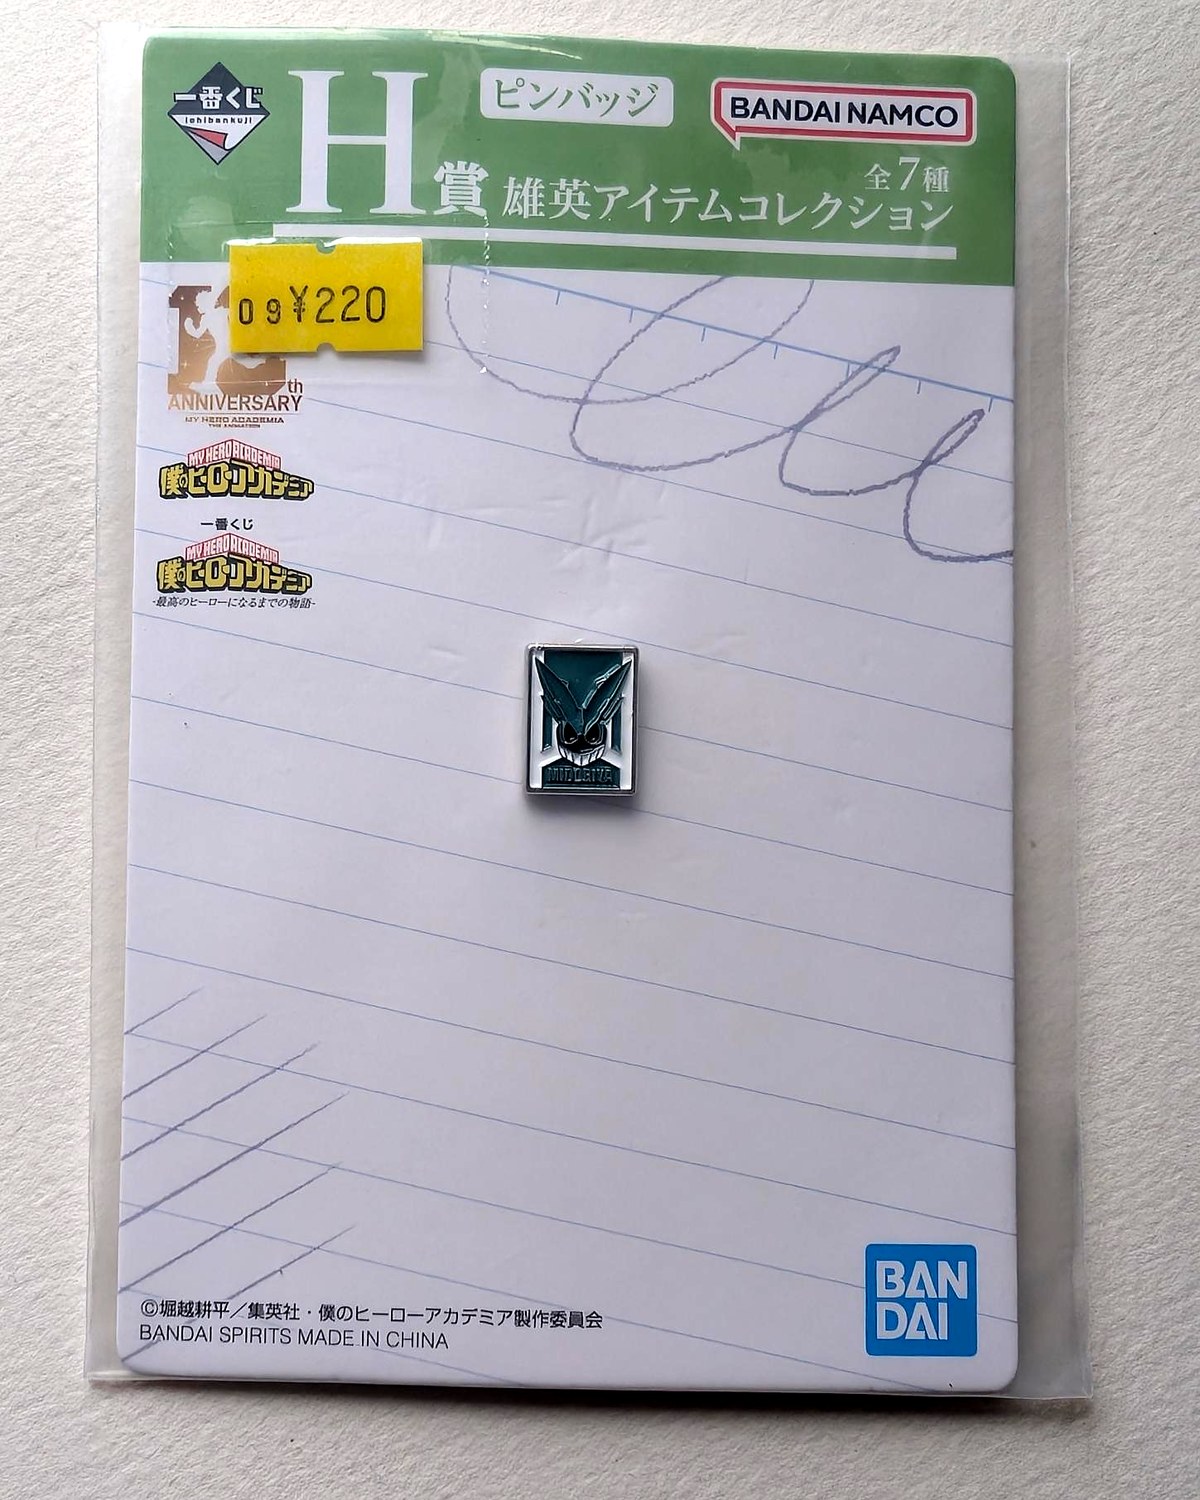 一番くじ
ichibankuji
H賞
ピンバッジ
BANDAI NAMCO
全7種
雄英アイテムコレクション
09¥220
th
ANNIVERSARY
MY HERO ACADEMIA
THE ANIMATION
MY HERO ACADEMIA
僕のヒーローアカデミア
一番くじ
MY HERO ACADEMIA
僕のヒーローアカデミア
-最高のヒーローになるまでの物語-
MIDORIYA
©堀越耕平／集英社・僕のヒーローアカデミア製作委員会
BANDAI SPIRITS MADE IN CHINA
BAN
DAI